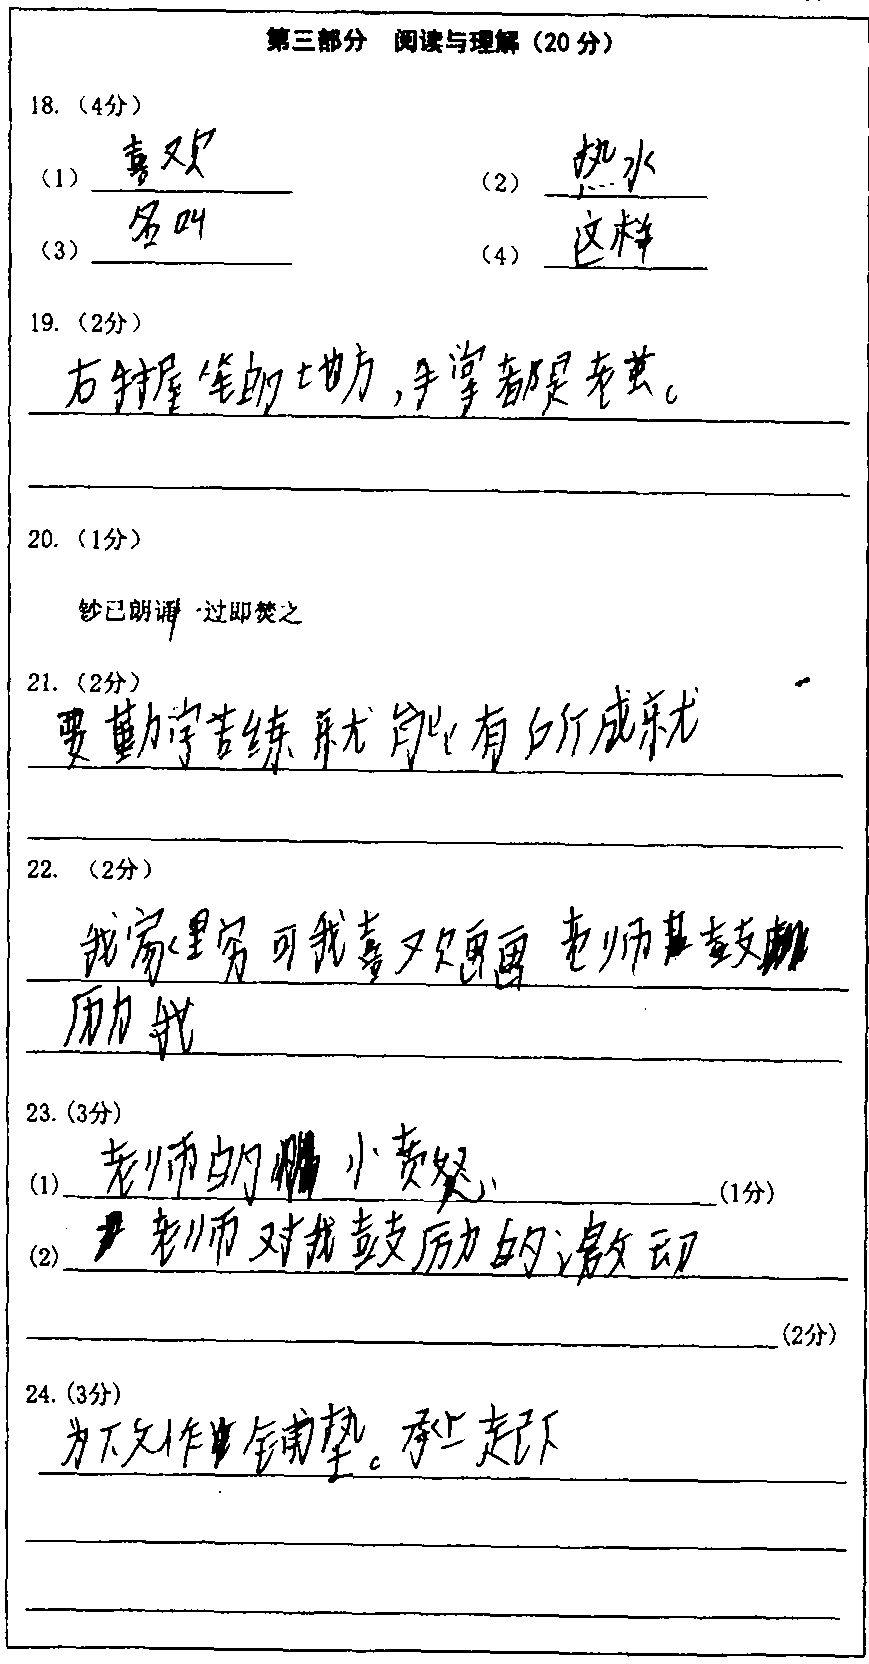 第三部分 阅读与理解（20分）
18.（4分）
（1）喜欢 （2）热水
（3）名叫 （4）这样
19.（2分）
右手握笔的地方,手掌都是老茧。
20.（1分）
钞已朗诵一过即焚之
21.（2分）
要勤学苦练就能有所成就
22. （2分）
我家里穷可我喜欢画画 老师鼓
励我
23.(3分)
(1) 老师的 小愤怒 (1分)
(2) 老师对我鼓励的激动
(2分)
24.(3分)
为下文作铺垫。承上起下